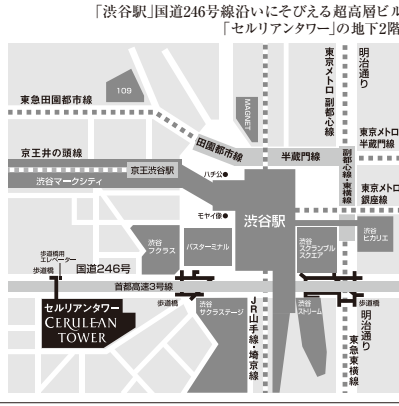 「渋谷駅」国道246号線沿いにそびえる超高層ビル
「セルリアンタワー」の地下2階
明治通り
東京メトロ 副都心線
109
MAGNET
東急田園都市線
田園都市線
東京メトロ
半蔵門線
半蔵門線
副都心線・東横線
京王井の頭線
京王渋谷駅
ハチ公
渋谷マークシティ
東京メトロ
銀座線
モヤイ像
渋谷駅
渋谷
フクラス
バスターミナル
渋谷
スクランブル
スクエア
渋谷
ヒカリエ
歩道橋用
エレベーター
歩道橋
国道246号
首都高速3号線
歩道橋
渋谷
サクラステージ
渋谷
ストリーム
歩道橋
セルリアンタワー
CERULEAN
TOWER
JR山手線・埼京線
明治通り
東急東横線